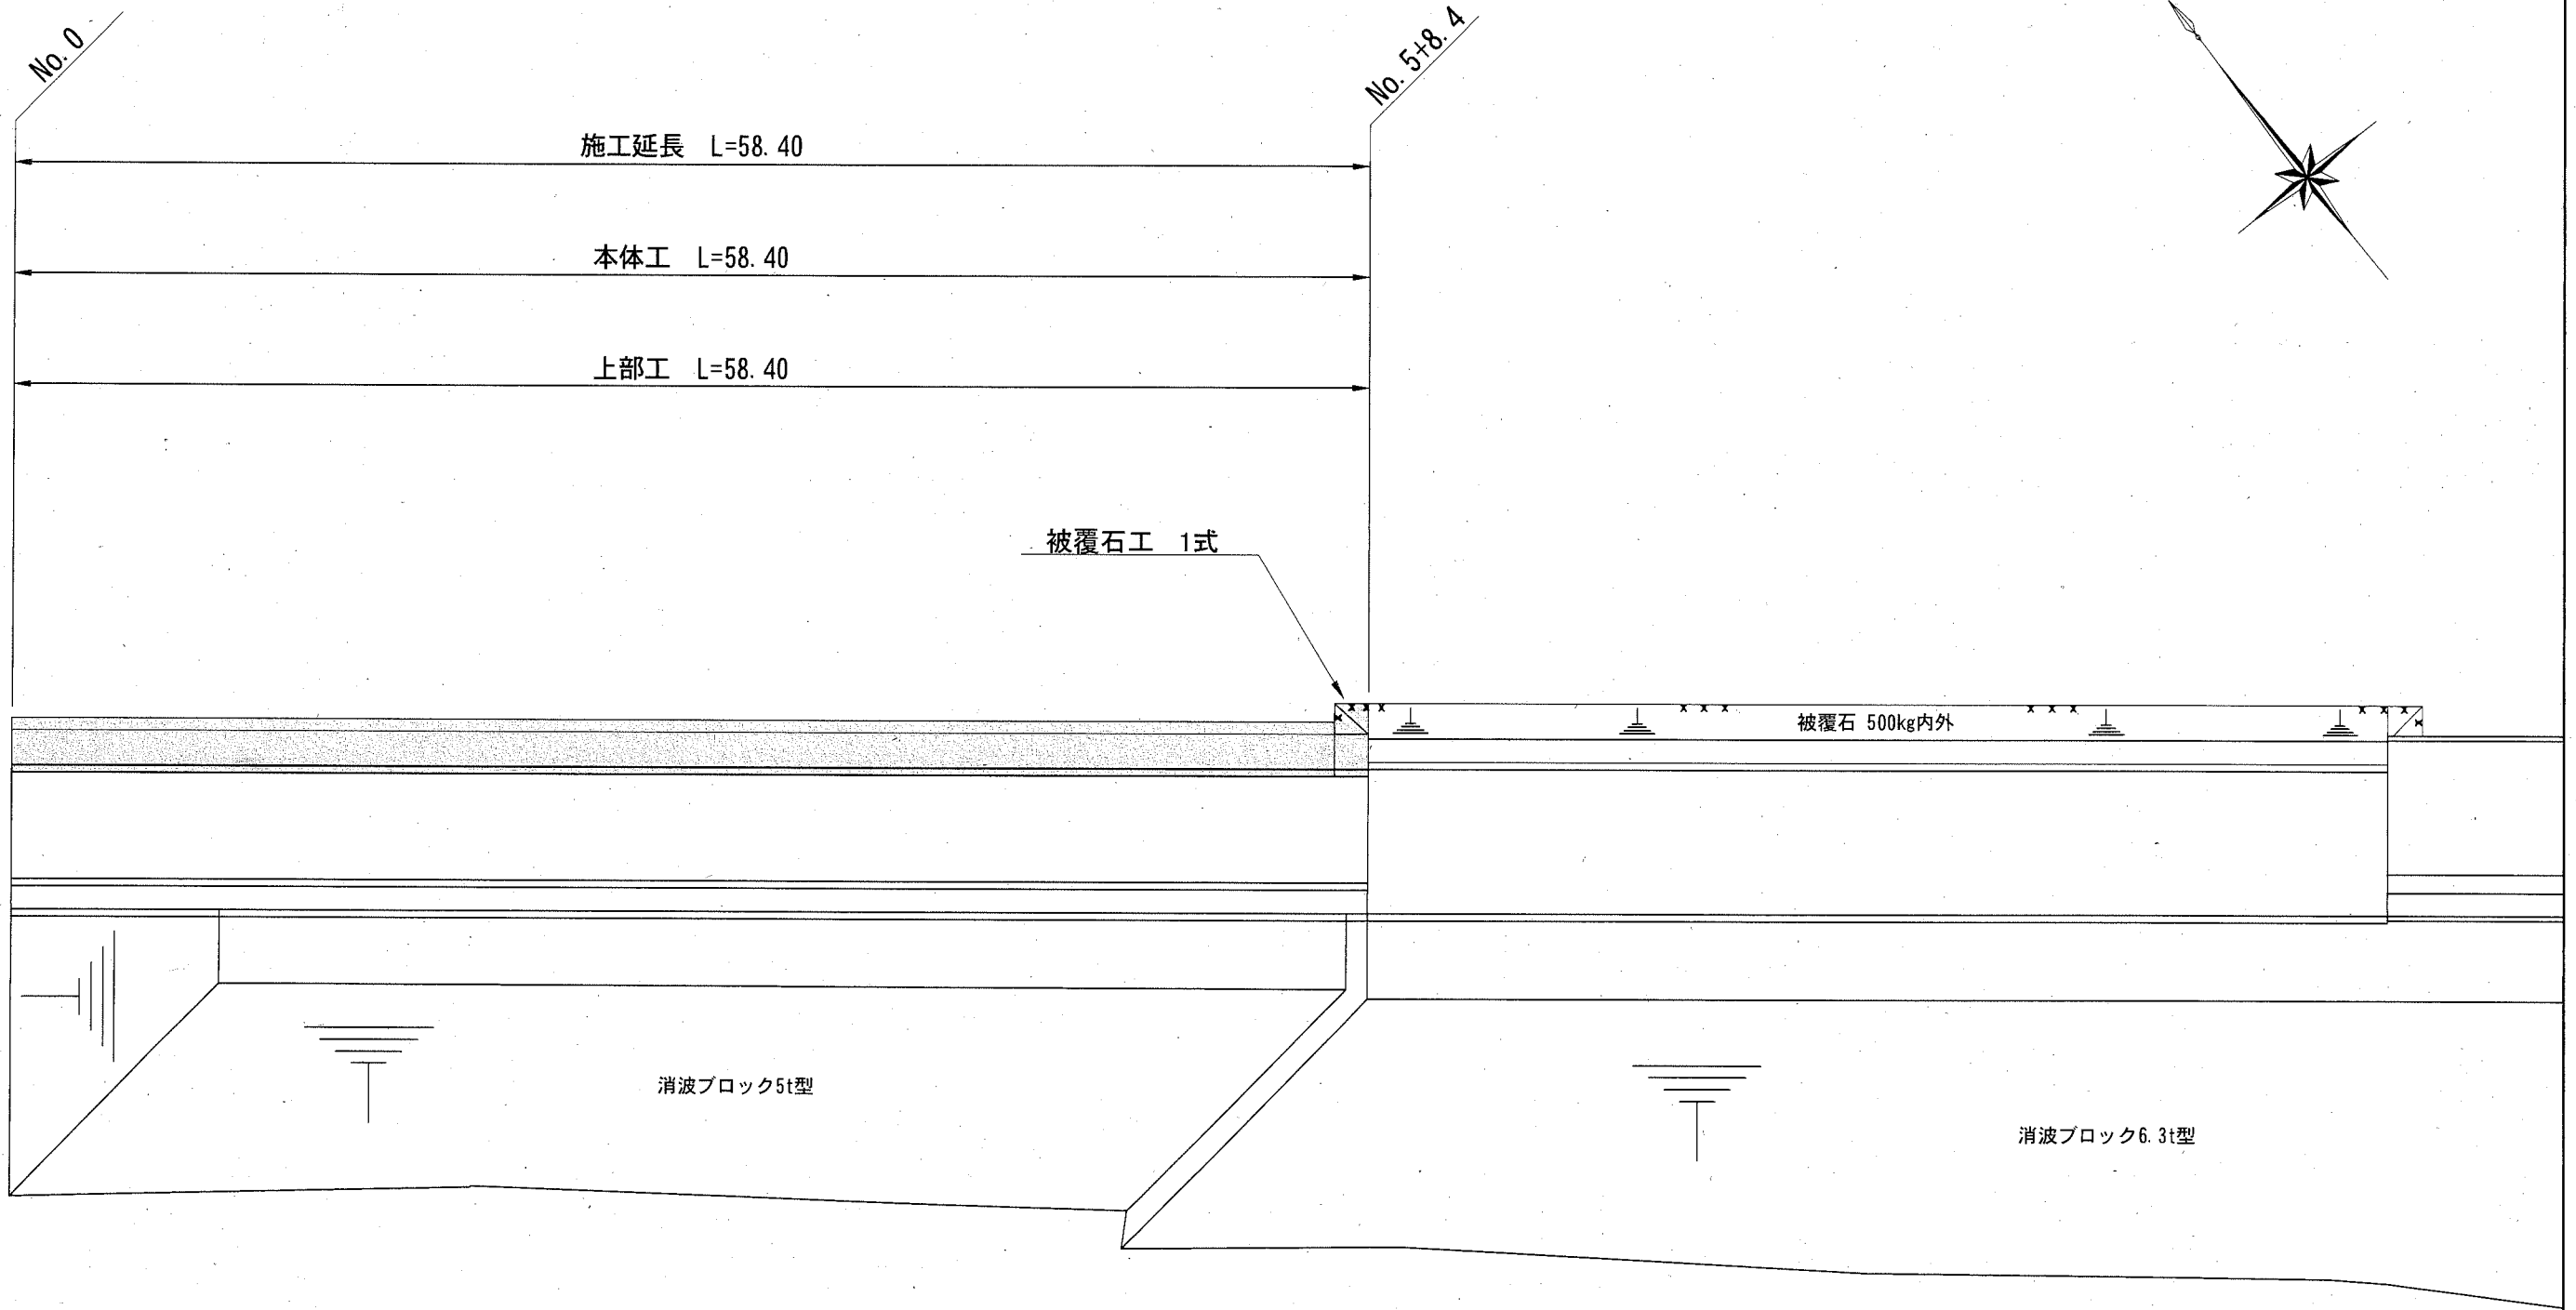 No. 0
No. 5+8. 4
施工延長 L=58. 40
本体工 L=58. 40
上部工 L=58. 40
被覆石工 1式
被覆石 500kg内外
消波ブロック5t型
消波ブロック6. 3t型